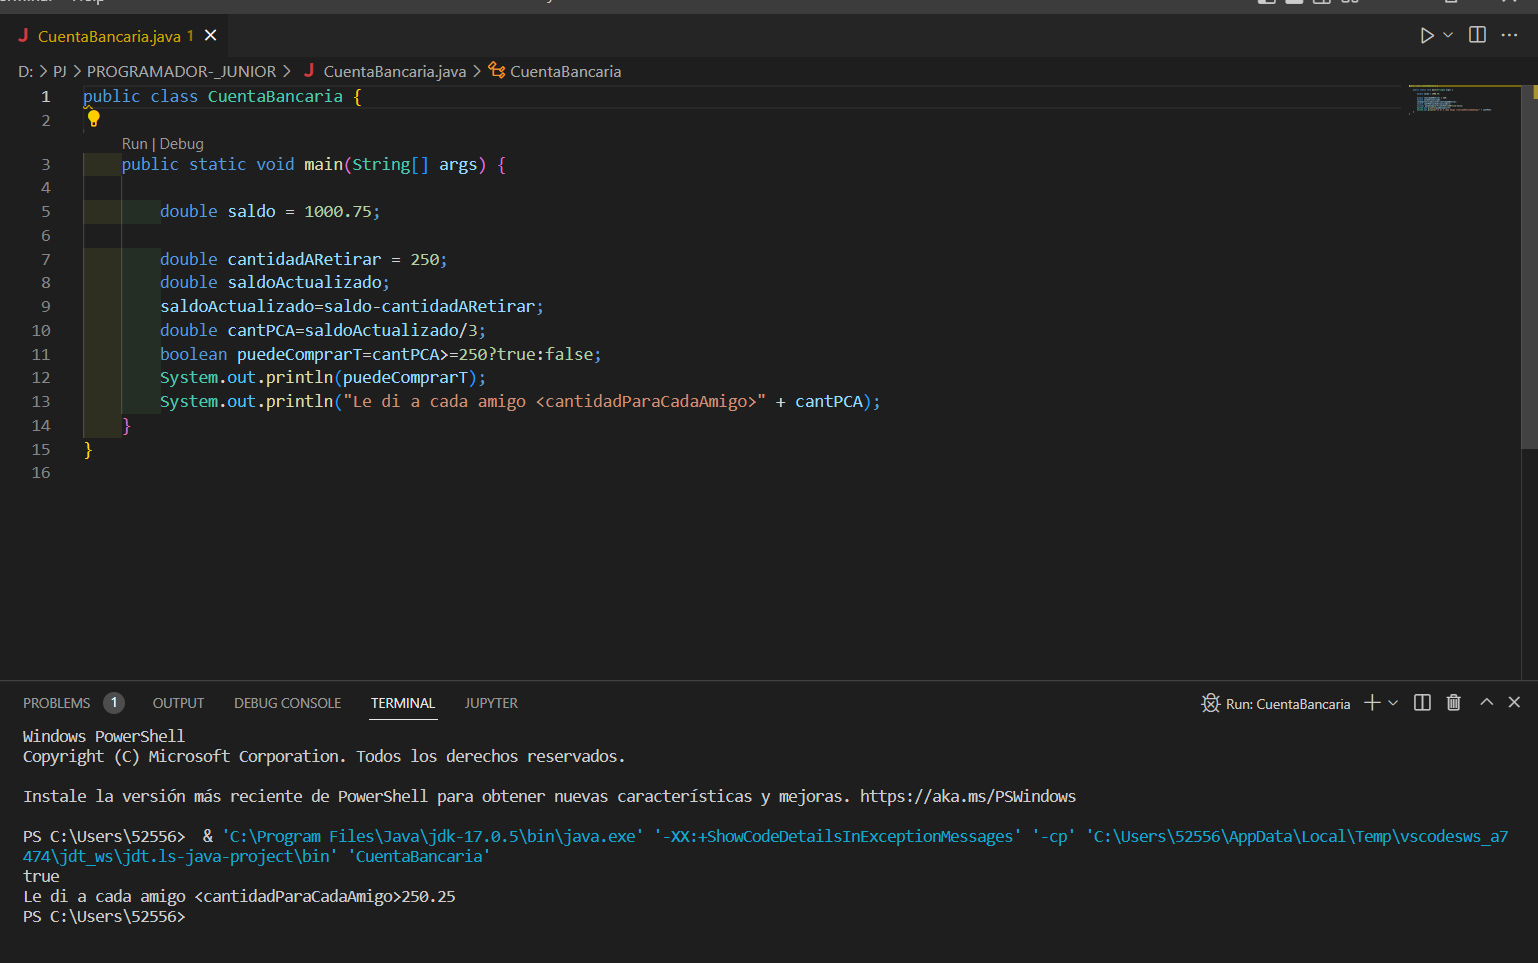 CuentaBancaria.java 1
D: > PJ > PROGRAMADOR-_JUNIOR > J CuentaBancaria.java > CuentaBancaria
1 public class CuentaBancaria {
2
Run | Debug
3 public static void main(String[] args) {
4
5 double saldo = 1000.75;
6
7 double cantidadARetirar = 250;
8 double saldoActualizado;
9 saldoActualizado=saldo-cantidadARetirar;
10 double cantPCA=saldoActualizado/3;
11 boolean puedeComprarT=cantPCA>=250?true:false;
12 System.out.println(puedeComprarT);
13 System.out.println("Le di a cada amigo <cantidadParaCadaAmigo>" + cantPCA);
14 }
15 }
16
PROBLEMS 1 OUTPUT DEBUG CONSOLE TERMINAL JUPYTER Run: CuentaBancaria
Windows PowerShell
Copyright (C) Microsoft Corporation. Todos los derechos reservados.
Instale la versión más reciente de PowerShell para obtener nuevas características y mejoras. https://aka.ms/PSWindows
PS C:\Users\52556> & 'C:\Program Files\Java\jdk-17.0.5\bin\java.exe' '-XX:+ShowCodeDetailsInExceptionMessages' '-cp' 'C:\Users\52556\AppData\Local\Temp\vscodesws_a7
474\jdt_ws\jdt.ls-java-project\bin' 'CuentaBancaria'
true
Le di a cada amigo <cantidadParaCadaAmigo>250.25
PS C:\Users\52556>